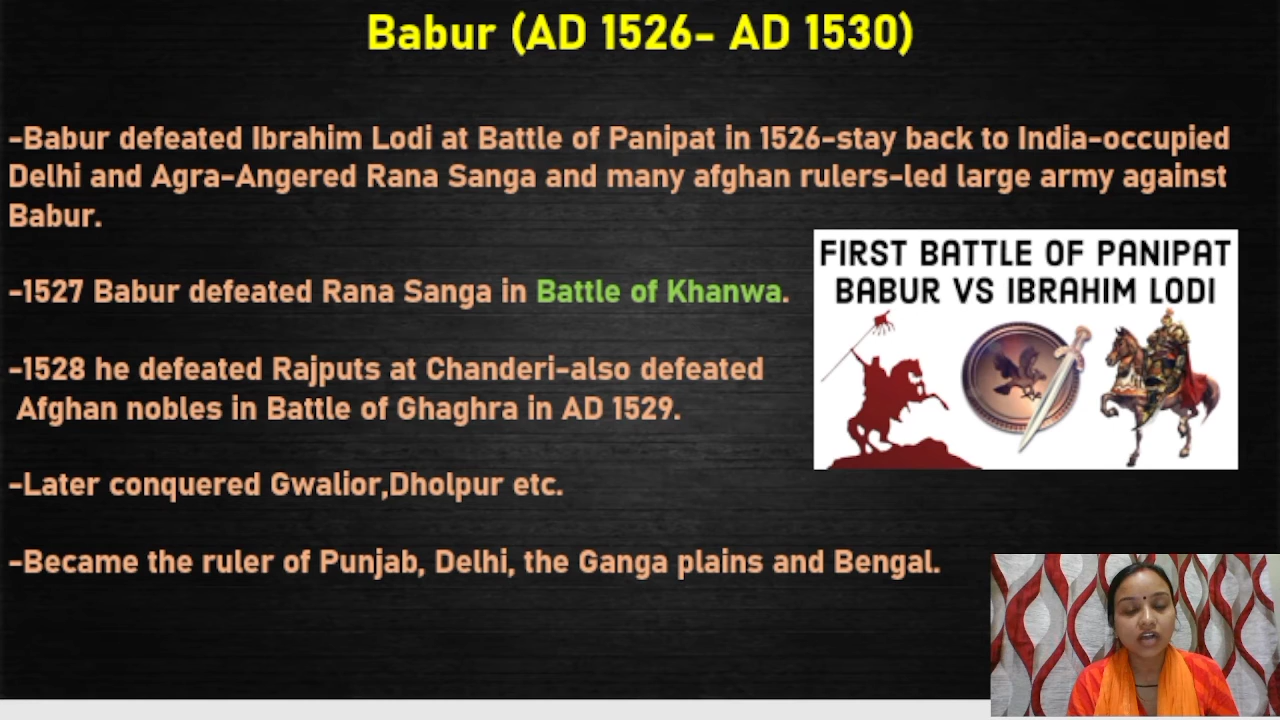 Babur (AD 1526- AD 1530)
-Babur defeated Ibrahim Lodi at Battle of Panipat in 1526-stay back to India-occupied
Delhi and Agra-Angered Rana Sanga and many afghan rulers-led large army against
Babur.
FIRST BATTLE OF PANIPAT
BABUR VS IBRAHIM LODI
-1527 Babur defeated Rana Sanga in Battle of Khanwa.
-1528 he defeated Rajputs at Chanderi-also defeated
Afghan nobles in Battle of Ghaghra in AD 1529.
-Later conquered Gwalior,Dholpur etc.
-Became the ruler of Punjab, Delhi, the Ganga plains and Bengal.